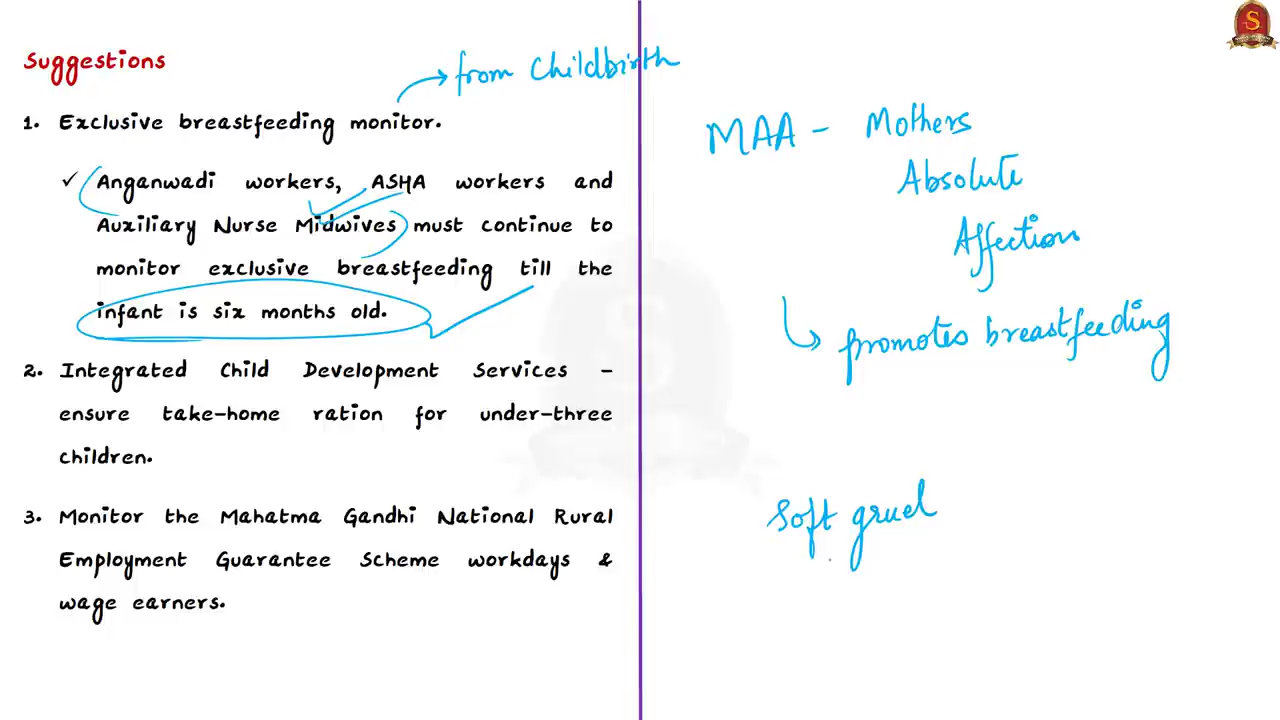 Suggestions
from Childbirth
1. Exclusive breastfeeding monitor.
✓ Anganwadi workers, ASHA workers and
Auxiliary Nurse Midwives must continue to
monitor exclusive breastfeeding till the
infant is six months old.
2. Integrated Child Development Services –
ensure take-home ration for under-three
children.
3. Monitor the Mahatma Gandhi National Rural
Employment Guarantee Scheme workdays &
wage earners.
MAA - Mothers
Absolute
Affection
promotes breastfeeding
Soft gruel